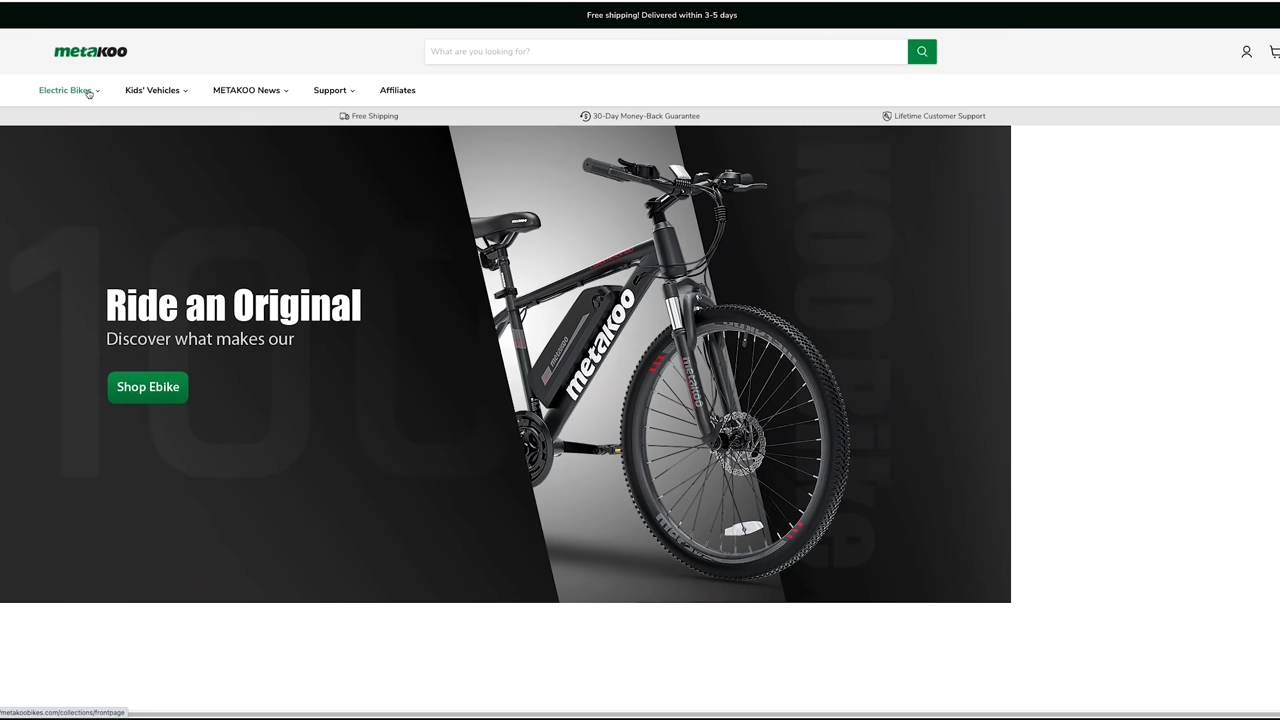 Free shipping! Delivered within 3-5 days
metakoo
What are you looking for?
Electric Bikes
Kids' Vehicles
METAKOO News
Support
Affiliates
Free Shipping
30-Day Money-Back Guarantee
Lifetime Customer Support
Ride an Original
Discover what makes our
Shop Ebike
metakoo
metakoo
metakoo
/metakoobikes.com/collections/frontpage